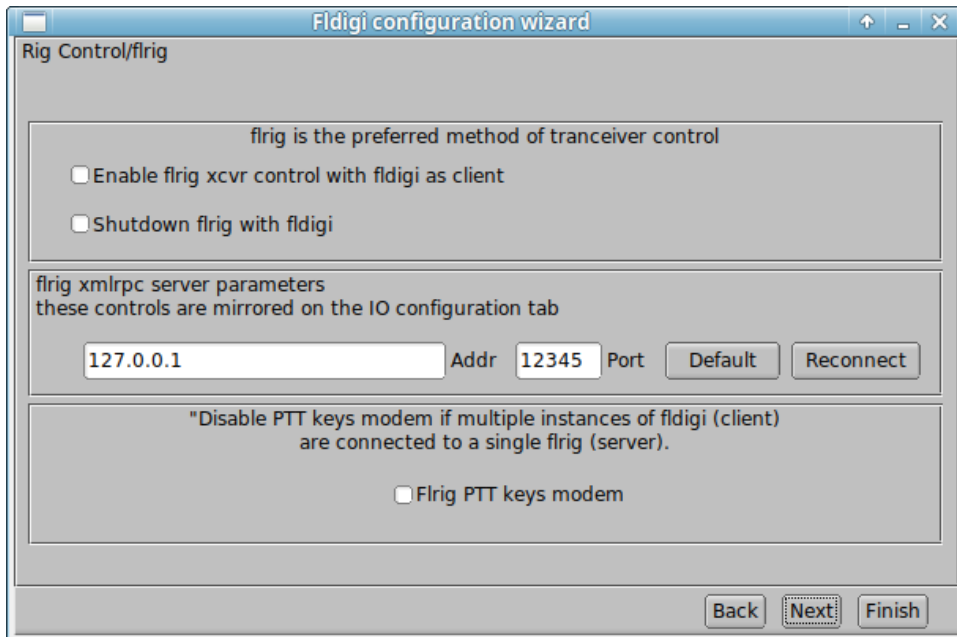 Fldigi configuration wizard
Rig Control/flrig
flrig is the preferred method of tranceiver control
Enable flrig xcvr control with fldigi as client
Shutdown flrig with fldigi
flrig xmlrpc server parameters
these controls are mirrored on the IO configuration tab
127.0.0.1 Addr 12345 Port Default Reconnect
"Disable PTT keys modem if multiple instances of fldigi (client)
are connected to a single flrig (server).
Flrig PTT keys modem
Back Next Finish